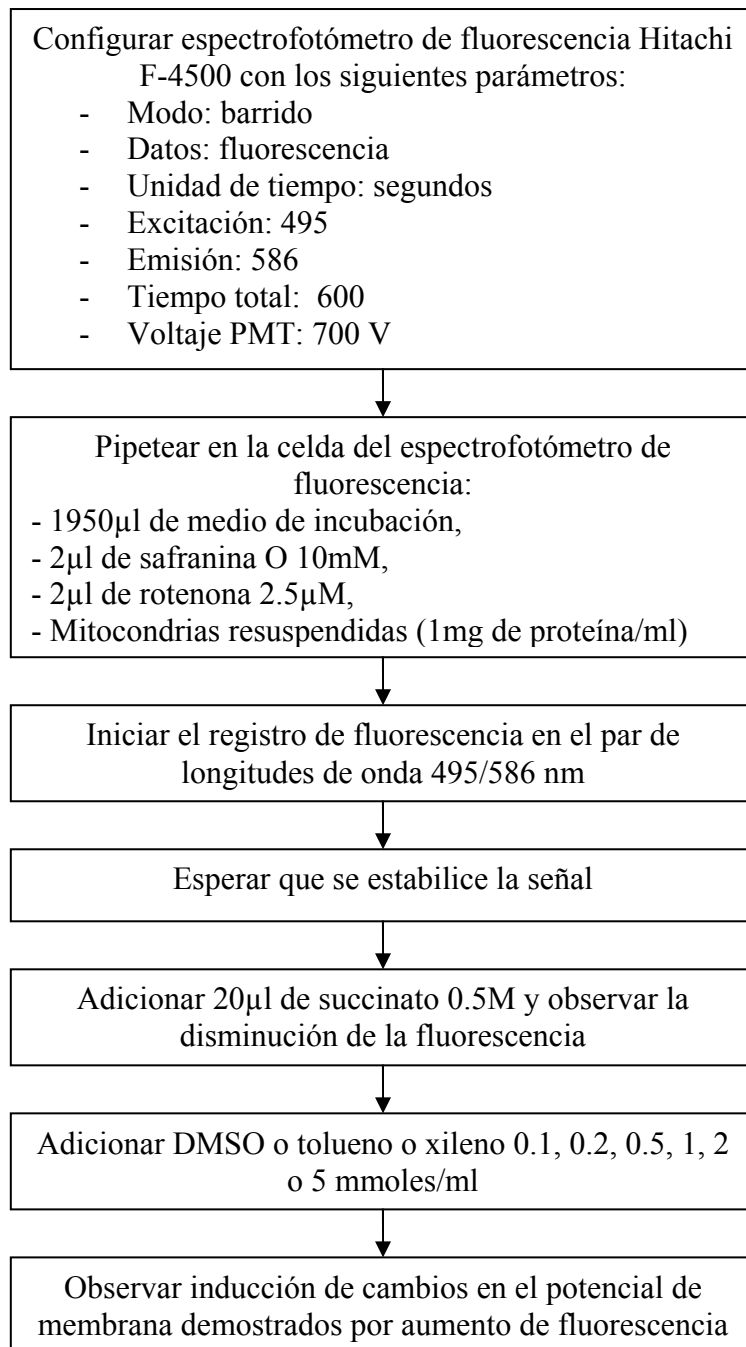 Configurar espectrofotómetro de fluorescencia Hitachi
F-4500 con los siguientes parámetros:
- Modo: barrido
- Datos: fluorescencia
- Unidad de tiempo: segundos
- Excitación: 495
- Emisión: 586
- Tiempo total: 600
- Voltaje PMT: 700 V
Pipetear en la celda del espectrofotómetro de
fluorescencia:
- 1950µl de medio de incubación,
- 2µl de safranina O 10mM,
- 2µl de rotenona 2.5µM,
- Mitocondrias resuspendidas (1mg de proteína/ml)
Iniciar el registro de fluorescencia en el par de
longitudes de onda 495/586 nm
Esperar que se estabilice la señal
Adicionar 20µl de succinato 0.5M y observar la
disminución de la fluorescencia
Adicionar DMSO o tolueno o xileno 0.1, 0.2, 0.5, 1, 2
o 5 mmoles/ml
Observar inducción de cambios en el potencial de
membrana demostrados por aumento de fluorescencia